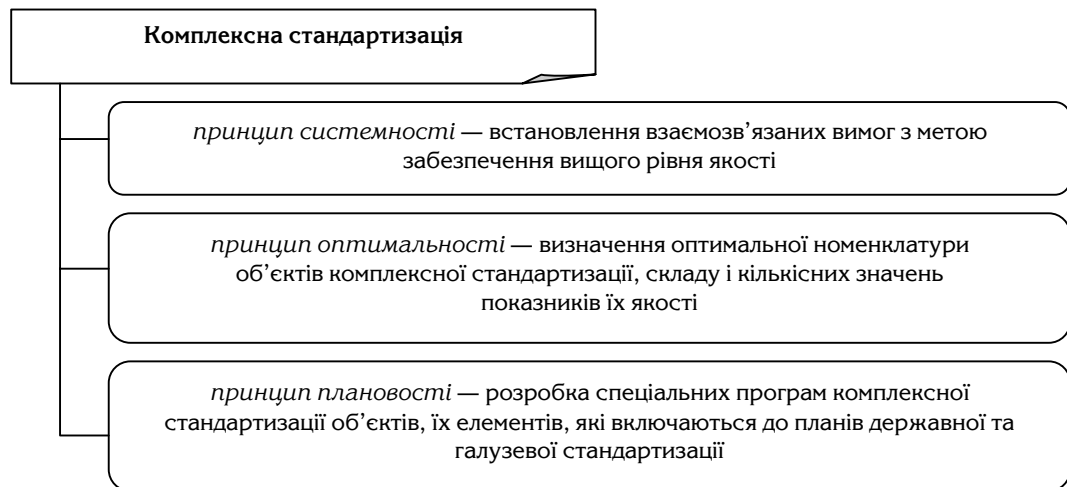 Комплексна стандартизація
принцип системності — встановлення взаємозв’язаних вимог з метою
забезпечення вищого рівня якості
принцип оптимальності — визначення оптимальної номенклатури
об’єктів комплексної стандартизації, складу і кількісних значень
показників їх якості
принцип плановості — розробка спеціальних програм комплексної
стандартизації об’єктів, їх елементів, які включаються до планів державної та
галузевої стандартизації